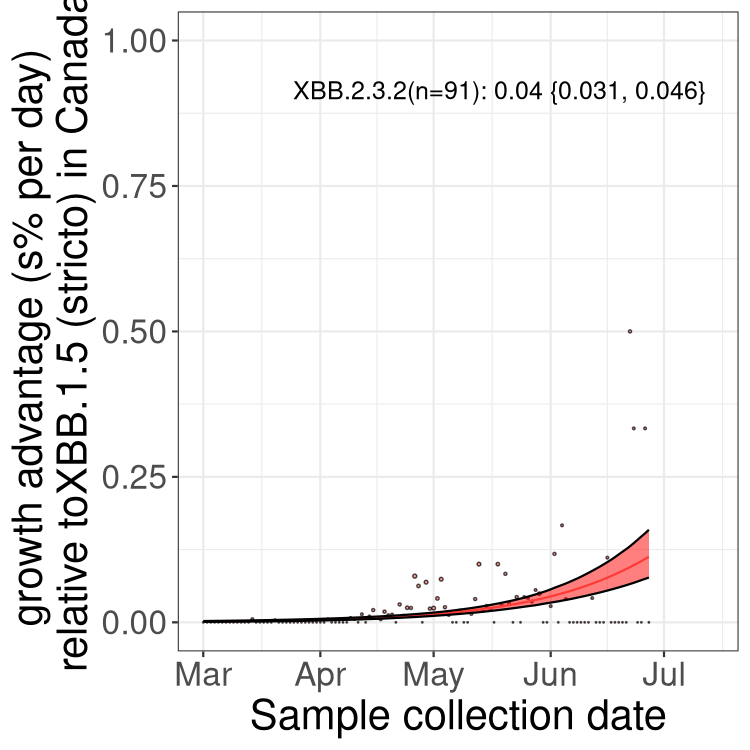 growth advantage (s% per day)
relative toXBB.1.5 (stricto) in Canada
1.00
0.75
0.50
0.25
0.00
XBB.2.3.2(n=91): 0.04 {0.031, 0.046}
Mar Apr May Jun Jul
Sample collection date